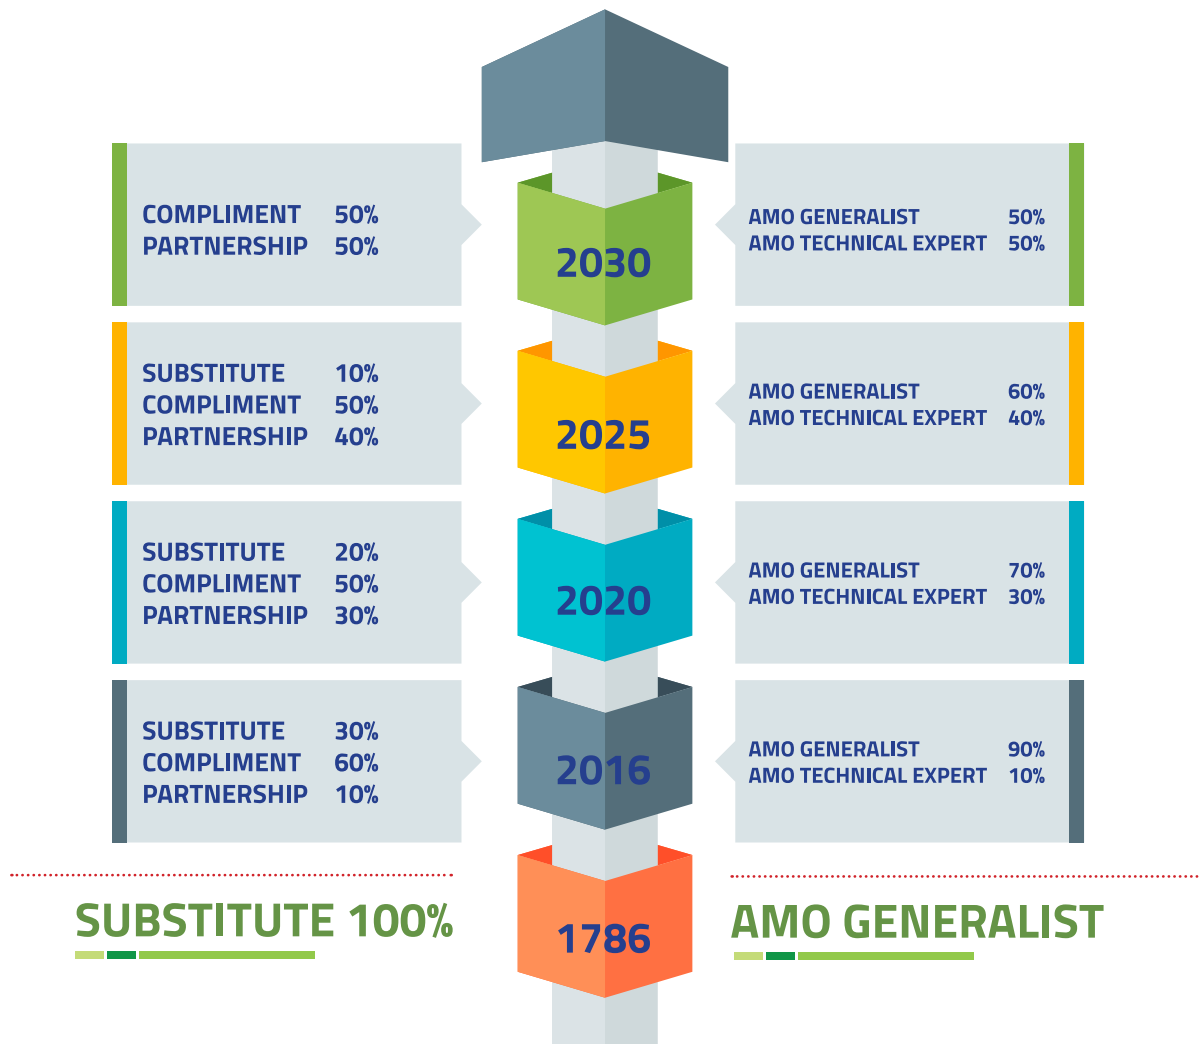 COMPLIMENT 50%
PARTNERSHIP 50%
2030
AMO GENERALIST 50%
AMO TECHNICAL EXPERT 50%
SUBSTITUTE 10%
COMPLIMENT 50%
PARTNERSHIP 40%
2025
AMO GENERALIST 60%
AMO TECHNICAL EXPERT 40%
SUBSTITUTE 20%
COMPLIMENT 50%
PARTNERSHIP 30%
2020
AMO GENERALIST 70%
AMO TECHNICAL EXPERT 30%
SUBSTITUTE 30%
COMPLIMENT 60%
PARTNERSHIP 10%
2016
AMO GENERALIST 90%
AMO TECHNICAL EXPERT 10%
SUBSTITUTE 100%
1786
AMO GENERALIST